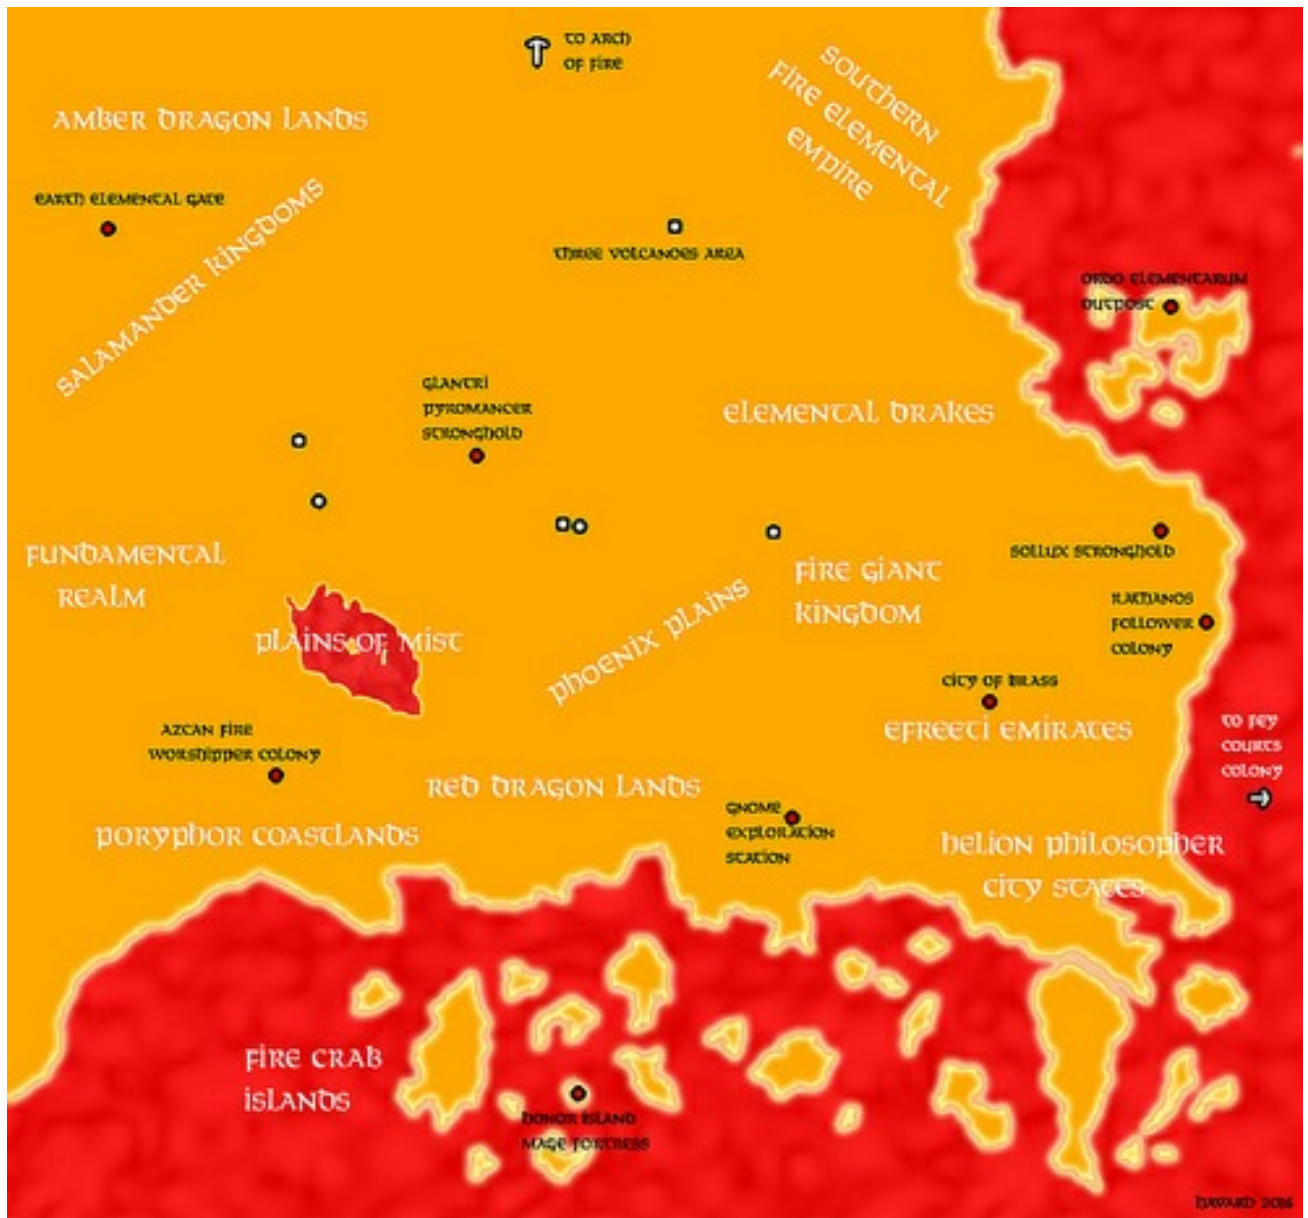 TO ARCH
OF FIRE
SOUTHERN
FIRE ELEMENTAL
EMPIRE
AMBER DRAGON LANDS
EARTH ELEMENTAL GATE
SALAMANDER KINGDOMS
THREE VOLCANOES AREA
ORDO ELEMENTARUM
OUTPOST
GLANTRI
PYROMANCER
STRONGHOLD
ELEMENTAL DRAKES
FUNDAMENTAL
REALM
SOLLUX STRONGHOLD
FIRE GIANT
KINGDOM
RATHANOS
FOLLOWER
COLONY
PLAINS OF MIST
PHOENIX PLAINS
CITY OF BRASS
EFREETI EMIRATES
TO FEY
COURTS
COLONY
AZCAN FIRE
WORSHIPPER COLONY
RED DRAGON LANDS
GNOME
EXPLORATION
STATION
PORYPHOR COASTLANDS
HELION PHILOSOPHER
CITY STATES
FIRE CRAB
ISLANDS
HONOR ISLAND
MAGE FORTRESS
HAVARD 2016